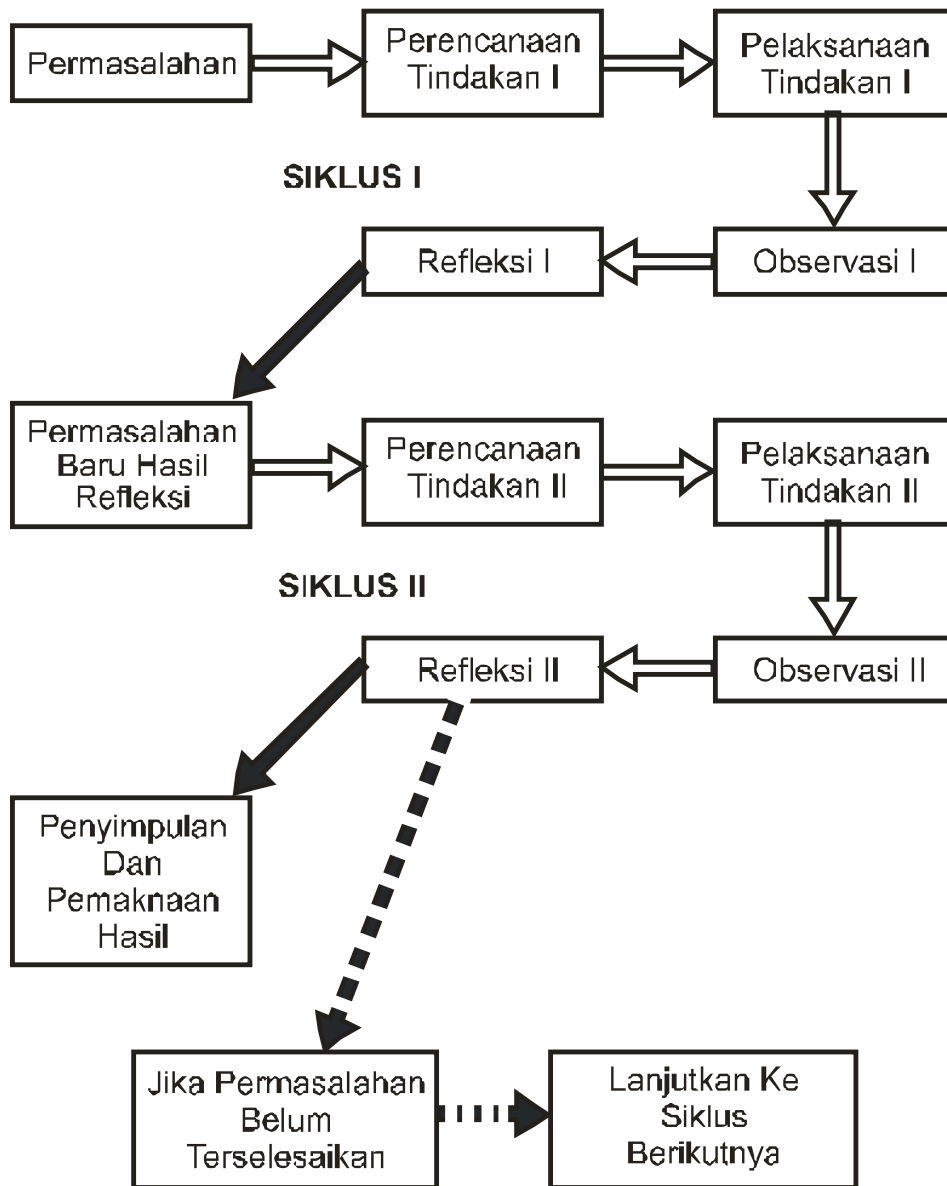 Permasalahan
Perencanaan
Tindakan I
Pelaksanaan
Tindakan I
SIKLUS I
Refleksi I
Observasi I
Permasalahan
Baru Hasil
Refleksi
Perencanaan
Tindakan II
Pelaksanaan
Tindakan II
SIKLUS II
Refleksi II
Observasi II
Penyimpulan
Dan
Pemaknaan
Hasil
Jika Permasalahan
Belum
Terselesaikan
Lanjutkan Ke
Siklus
Berikutnya